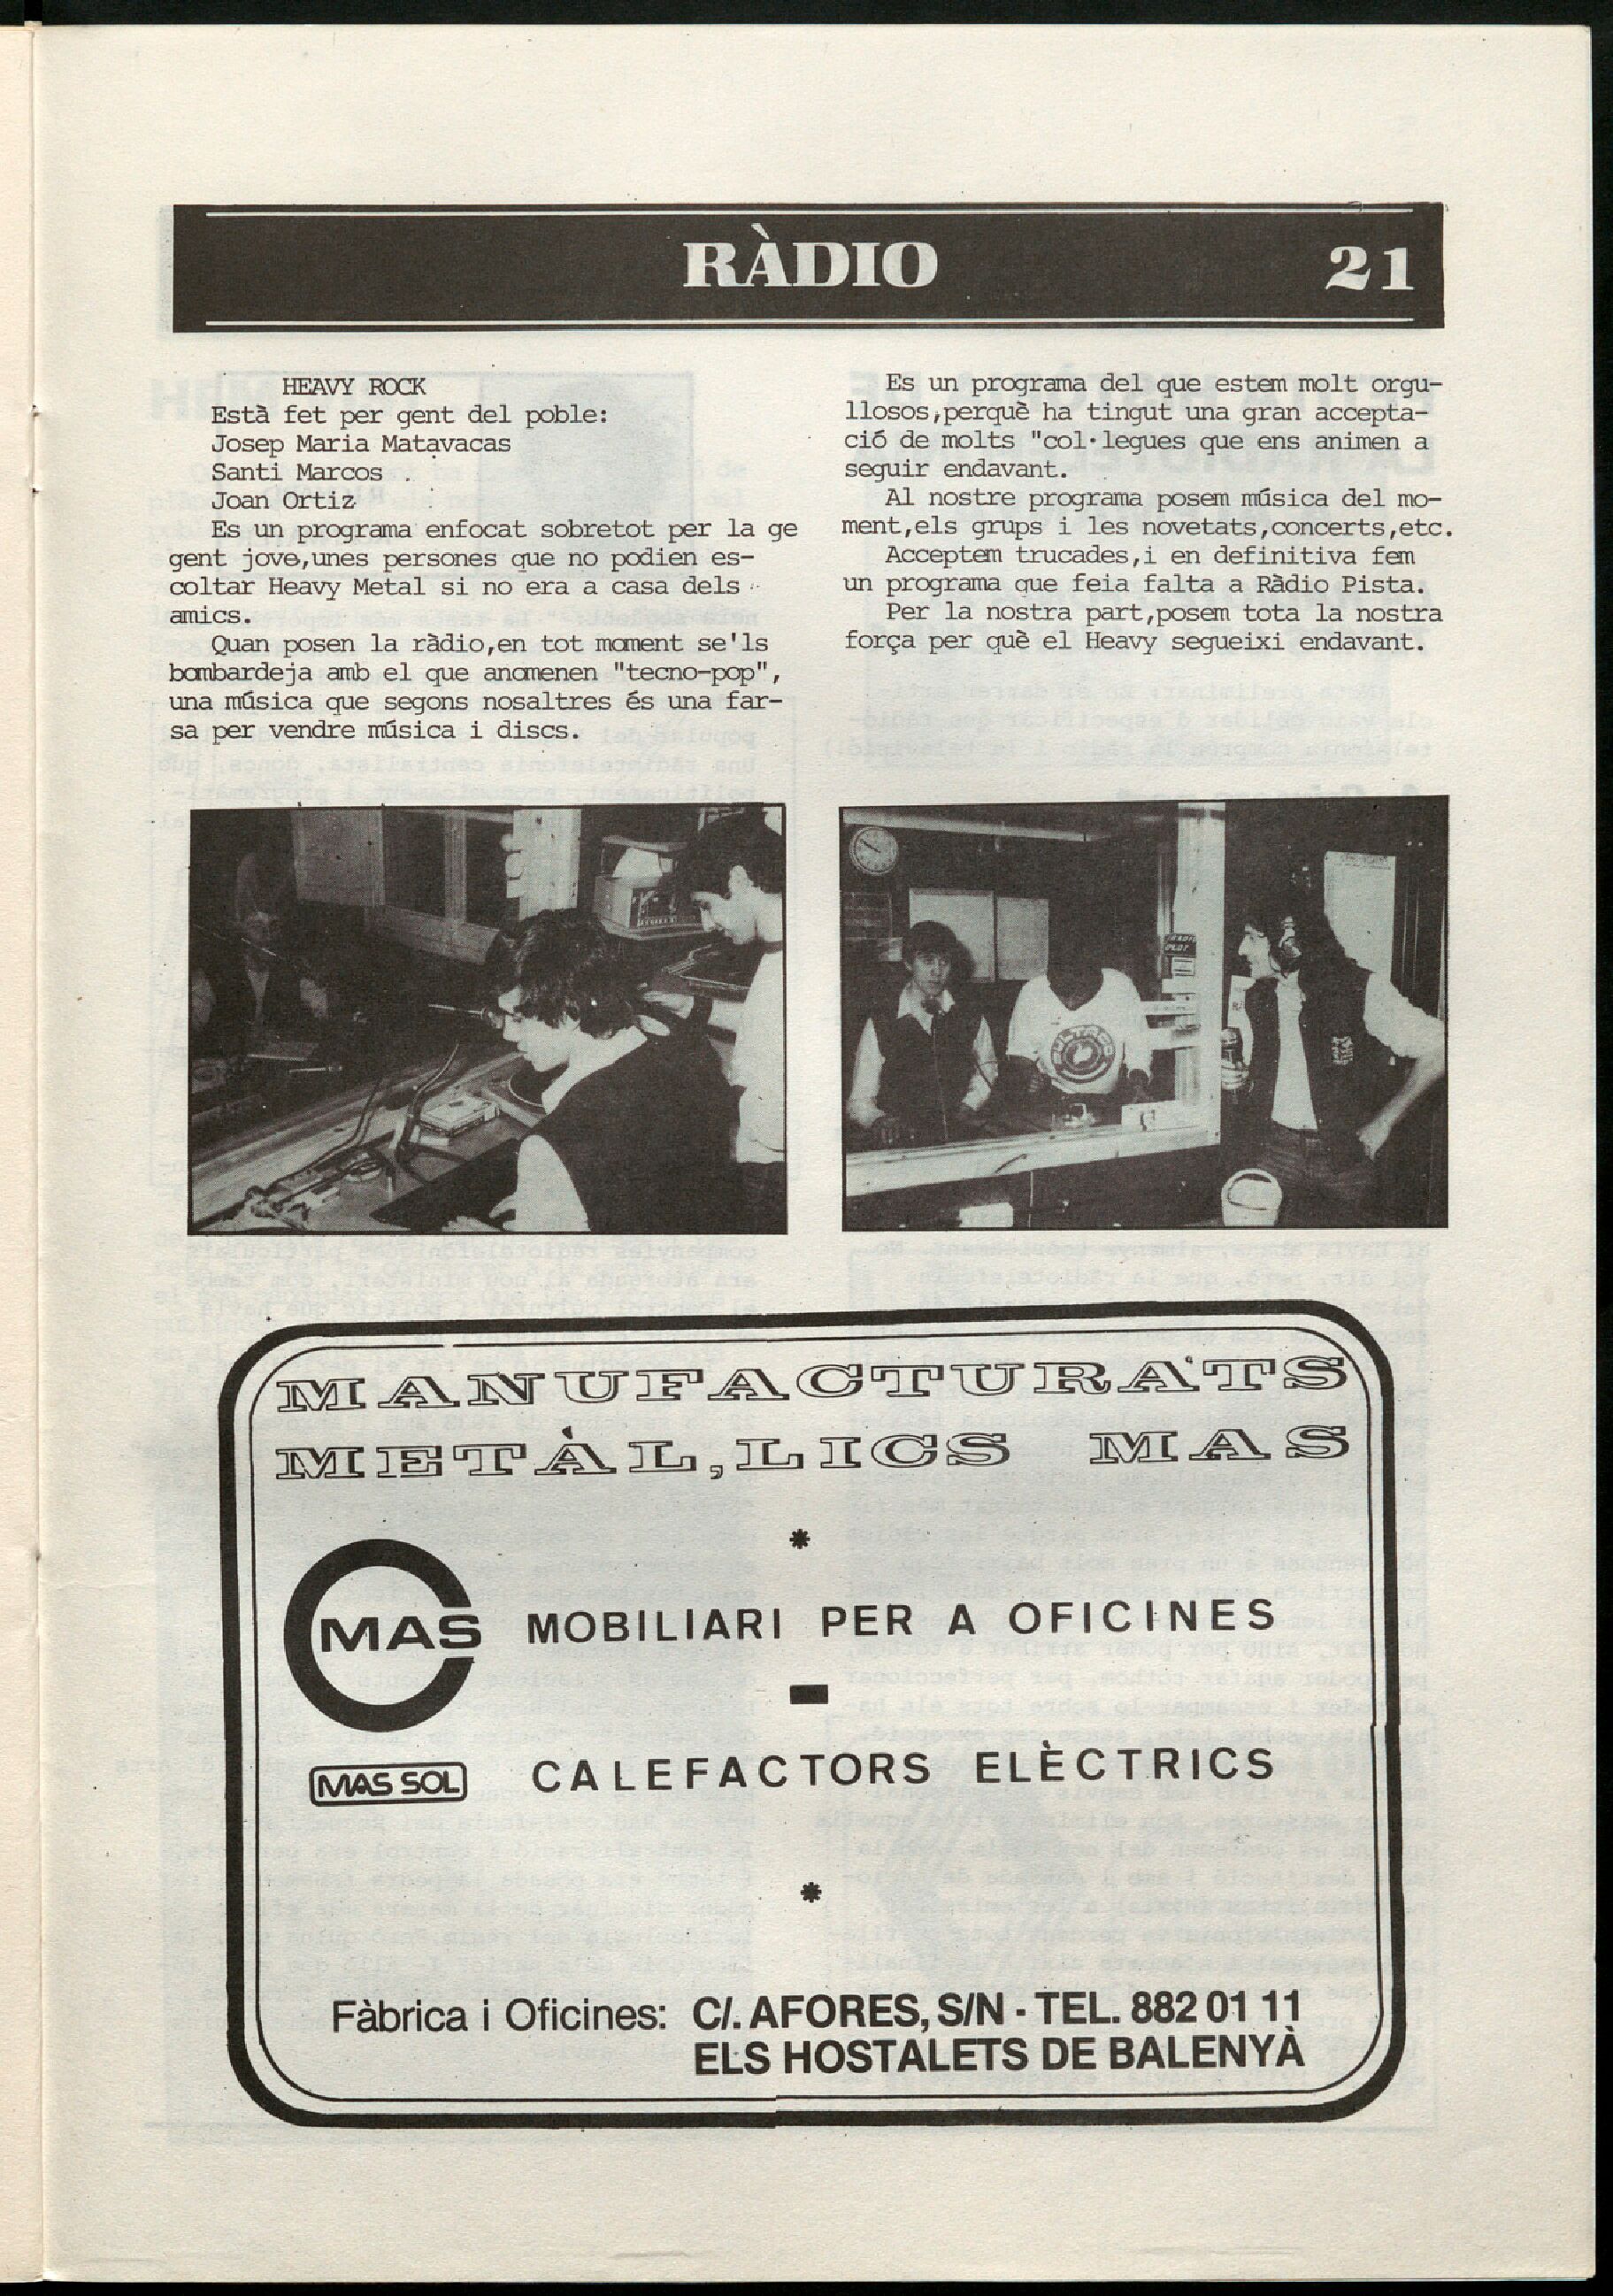 RÀDIO
21
HEAVY ROCK
Està fet per gent del poble:
Josep Maria Matavacas
Santi Marcos
Joan Ortiz
Es un programa enfocat sobretot per la ge
gent jove,unes persones que no podien es-
coltar Heavy Metal si no era a casa dels
amics.
Quan posen la ràdio,en tot moment se'ls
bombardeja amb el que anomenen "tecno-pop",
una música que segons nosaltres és una far-
sa per vendre música i discs.
Es un programa del que estem molt orgu-
llosos,perquè ha tingut una gran accepta-
ció de molts "col·legues que ens animen a
seguir endavant.
Al nostre programa posem música del mo-
ment,els grups i les novetats,concerts,etc.
Acceptem trucades,i en definitiva fem
un programa que feia falta a Ràdio Pista.
Per la nostra part,posem tota la nostra
força per què el Heavy segueixi endavant.
MANUFACTURATS
METÀL,LICS MAS
*
MAS
MOBILIARI PER A OFICINES
-
MAS SOL
CALEFACTORS ELÈCTRICS
*
Fàbrica i Oficines: C/. AFORES, S/N - TEL. 882 01 11
ELS HOSTALETS DE BALENYÀ